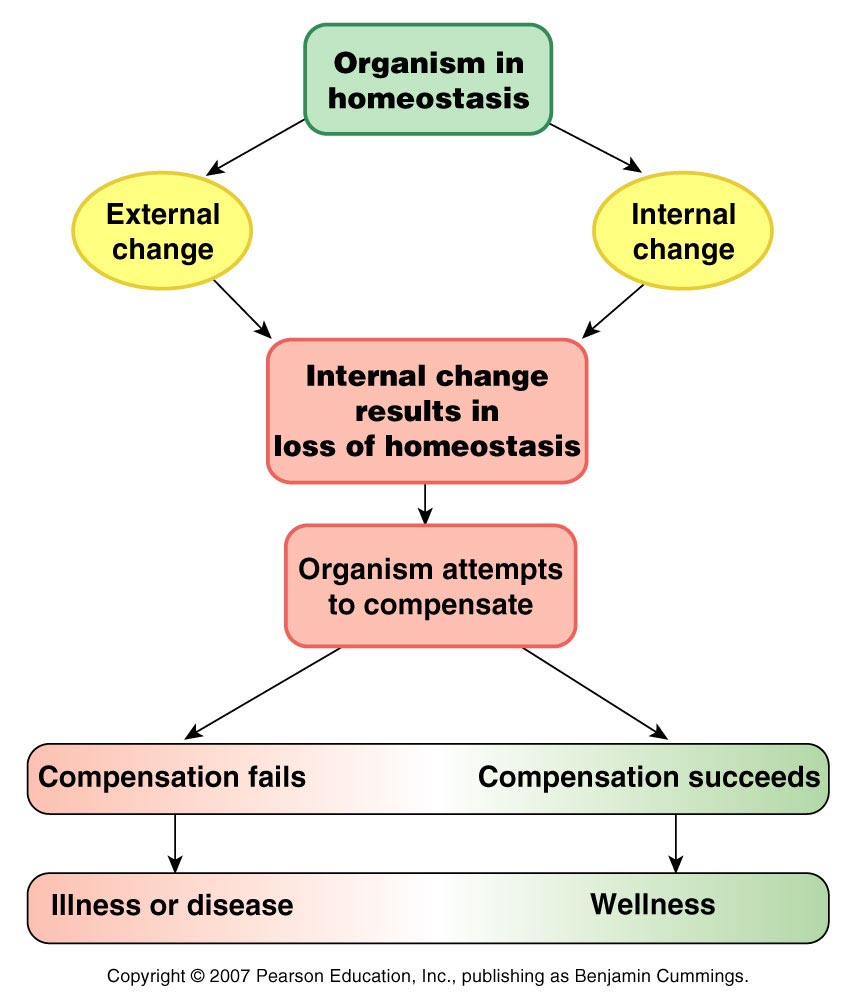 Organism in
homeostasis
External
change
Internal
change
Internal change
results in
loss of homeostasis
Organism attempts
to compensate
Compensation fails
Compensation succeeds
Illness or disease
Wellness
Copyright © 2007 Pearson Education, Inc., publishing as Benjamin Cummings.